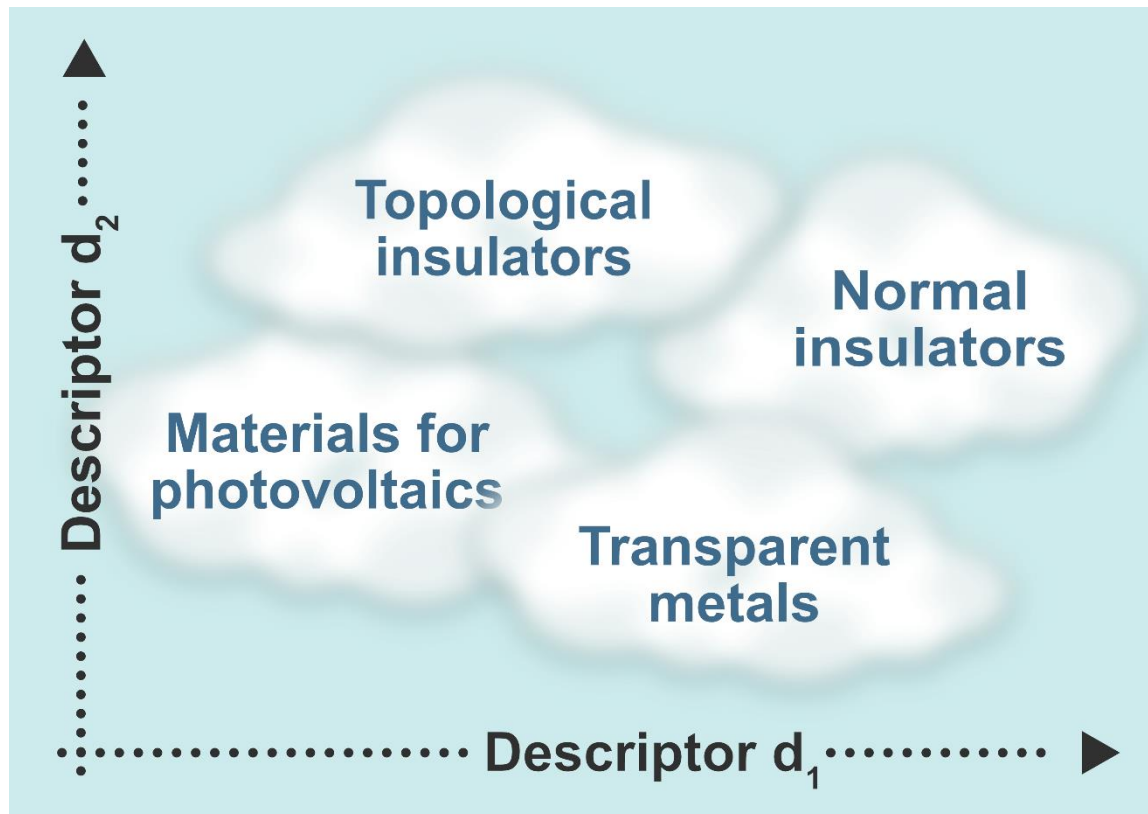 Topological
insulators
Normal
insulators
Materials for
photovoltaics
Transparent
metals
Descriptor d₂
Descriptor d₁